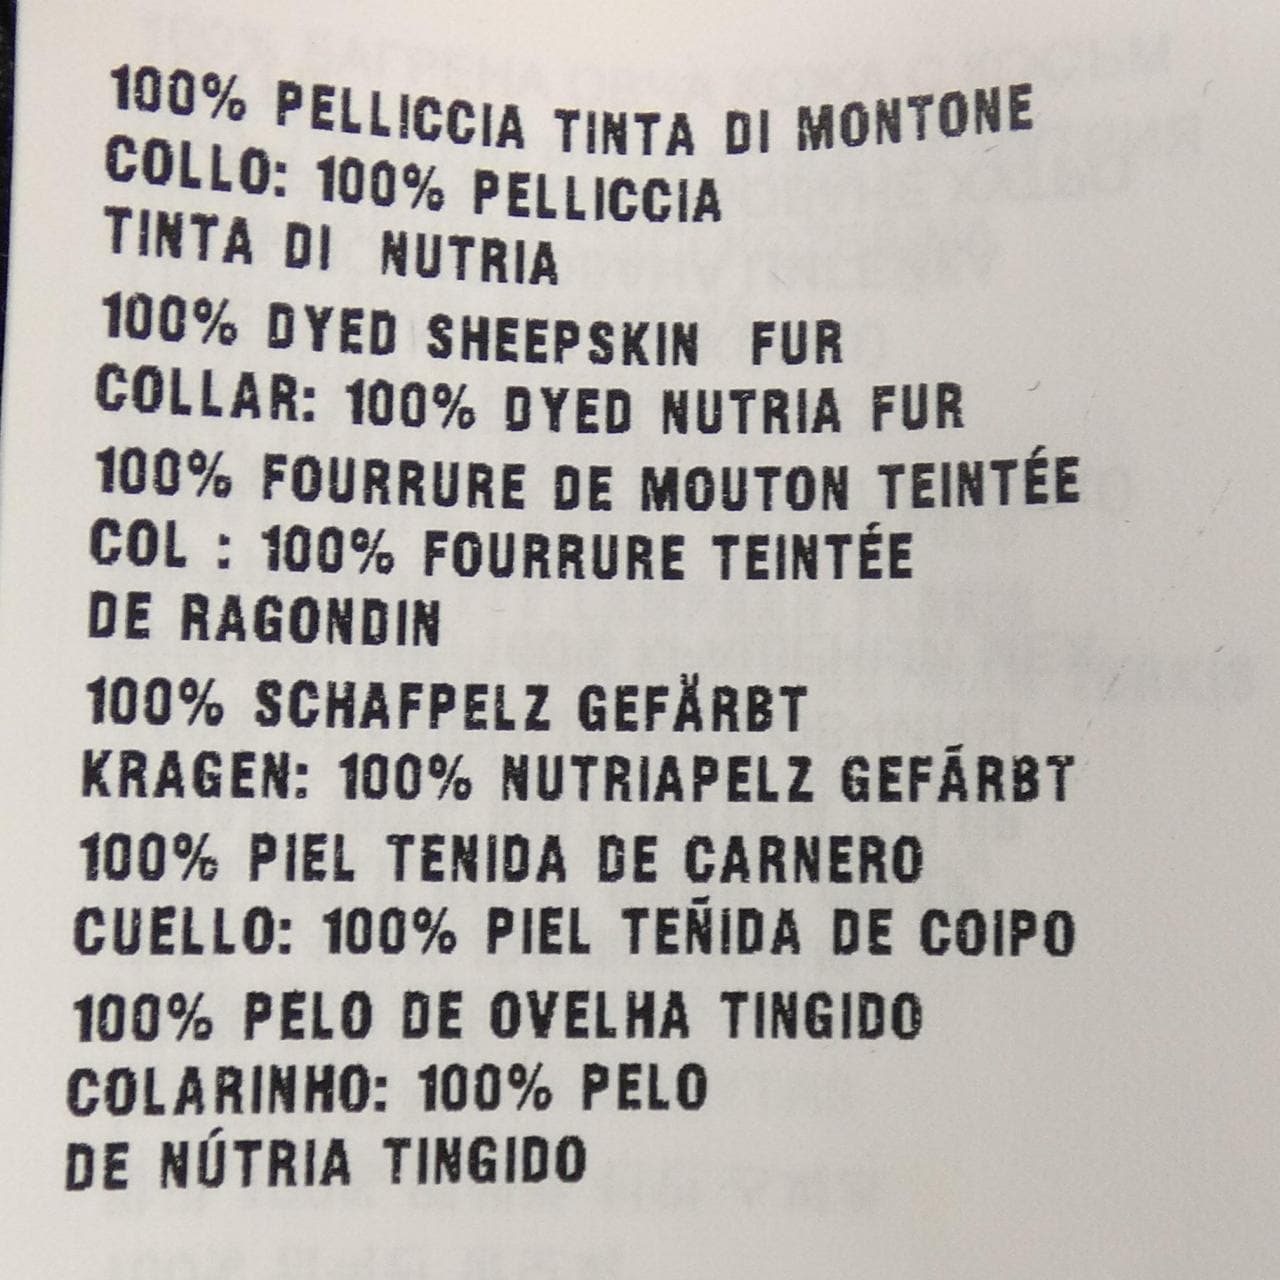 100% PELLICCIA TINTA DI MONTONE
COLLO: 100% PELLICCIA
TINTA DI NUTRIA
100% DYED SHEEPSKIN FUR
COLLAR: 100% DYED NUTRIA FUR
100% FOURRURE DE MOUTON TEINTÉE
COL : 100% FOURRURE TEINTÉE
DE RAGONDIN
100% SCHAFPELZ GEFÄRBT
KRAGEN: 100% NUTRIAPELZ GEFÄRBT
100% PIEL TENIDA DE CARNERO
CUELLO: 100% PIEL TEÑIDA DE COIPO
100% PELO DE OVELHA TINGIDO
COLARINHO: 100% PELO
DE NÚTRIA TINGIDO